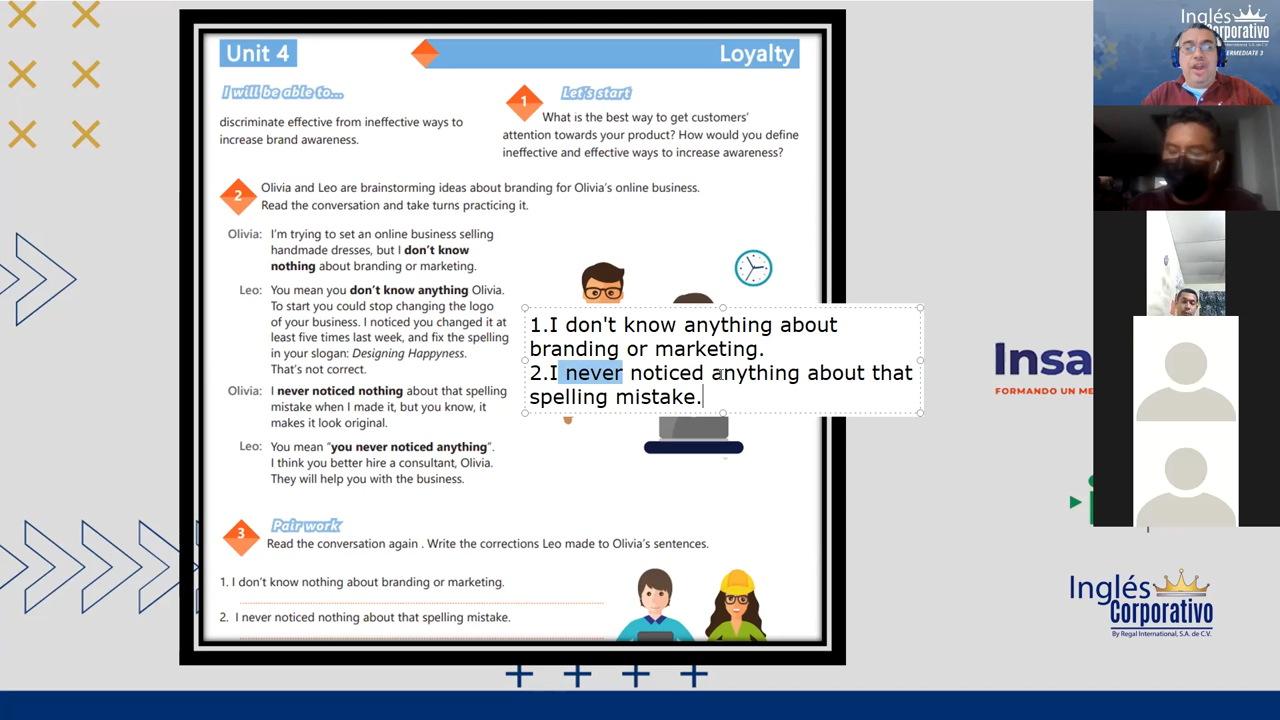 Unit 4
Loyalty
I will be able to...
discriminate effective from ineffective ways to
increase brand awareness.
1
Let's start
What is the best way to get customers'
attention towards your product? How would you define
ineffective and effective ways to increase awareness?
2
Olivia and Leo are brainstorming ideas about branding for Olivia's online business.
Read the conversation and take turns practicing it.
Olivia: I'm trying to set an online business selling
handmade dresses, but I don't know
nothing about branding or marketing.
Leo: You mean you don't know anything Olivia.
To start you could stop changing the logo
of your business. I noticed you changed it at
least five times last week, and fix the spelling
in your slogan: Designing Happyness.
That's not correct.
Olivia: I never noticed nothing about that spelling
mistake when I made it, but you know, it
makes it look original.
Leo: You mean "you never noticed anything".
I think you better hire a consultant, Olivia.
They will help you with the business.
1.I don't know anything about
branding or marketing.
2.I never noticed anything about that
spelling mistake.
3
Pair work
Read the conversation again . Write the corrections Leo made to Olivia's sentences.
1. I don't know nothing about branding or marketing.
2. I never noticed nothing about that spelling mistake.
Inglés
Corporativo
By Regal International, S.A. de C.V.
Inglés
Corporativo
Insa
FORMANDO UN ME